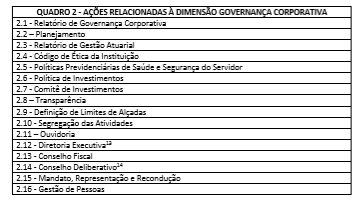 QUADRO 2 - AÇÕES RELACIONADAS À DIMENSÃO GOVERNANÇA CORPORATIVA
2.1 - Relatório de Governança Corporativa
2.2 – Planejamento
2.3 - Relatório de Gestão Atuarial
2.4 - Código de Ética da Instituição
2.5 - Políticas Previdenciárias de Saúde e Segurança do Servidor
2.6 - Política de Investimentos
2.7 - Comitê de Investimentos
2.8 – Transparência
2.9 - Definição de Limites de Alçadas
2.10 - Segregação das Atividades
2.11 – Ouvidoria
2.12 - Diretoria Executiva¹³
2.13 - Conselho Fiscal
2.14 - Conselho Deliberativo¹⁴
2.15 - Mandato, Representação e Recondução
2.16 - Gestão de Pessoas